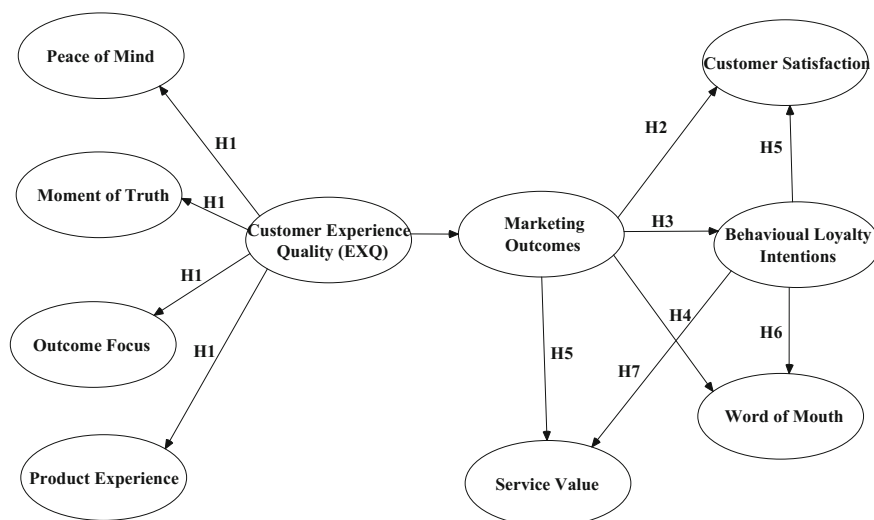 Peace of Mind
Customer Satisfaction
H1
H2
H5
Moment of Truth
H1
Customer Experience
Quality (EXQ)
Marketing
Outcomes
H3
Behavioual Loyalty
Intentions
H1
Outcome Focus
H1
H5
H4
H7
H6
Word of Mouth
Product Experience
Service Value